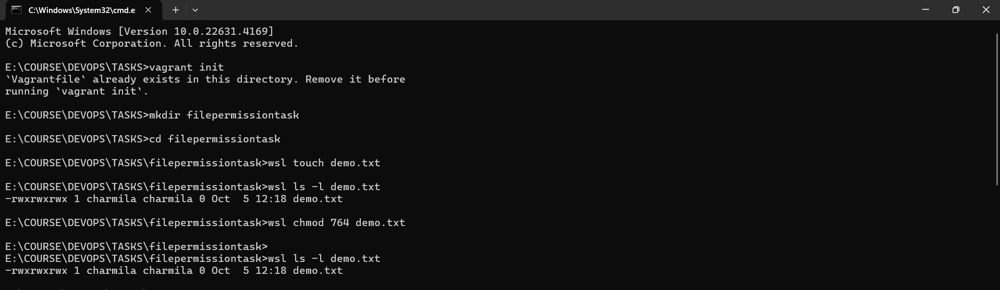 C:\Windows\System32\cmd.e
Microsoft Windows [Version 10.0.22631.4169]
(c) Microsoft Corporation. All rights reserved.
E:\COURSE\DEVOPS\TASKS>vagrant init
`Vagrantfile` already exists in this directory. Remove it before
running `vagrant init`.
E:\COURSE\DEVOPS\TASKS>mkdir filepermissiontask
E:\COURSE\DEVOPS\TASKS>cd filepermissiontask
E:\COURSE\DEVOPS\TASKS\filepermissiontask>wsl touch demo.txt
E:\COURSE\DEVOPS\TASKS\filepermissiontask>wsl ls -l demo.txt
-rwxrwxrwx 1 charmila charmila 0 Oct  5 12:18 demo.txt
E:\COURSE\DEVOPS\TASKS\filepermissiontask>wsl chmod 764 demo.txt
E:\COURSE\DEVOPS\TASKS\filepermissiontask>
E:\COURSE\DEVOPS\TASKS\filepermissiontask>wsl ls -l demo.txt
-rwxrwxrwx 1 charmila charmila 0 Oct  5 12:18 demo.txt